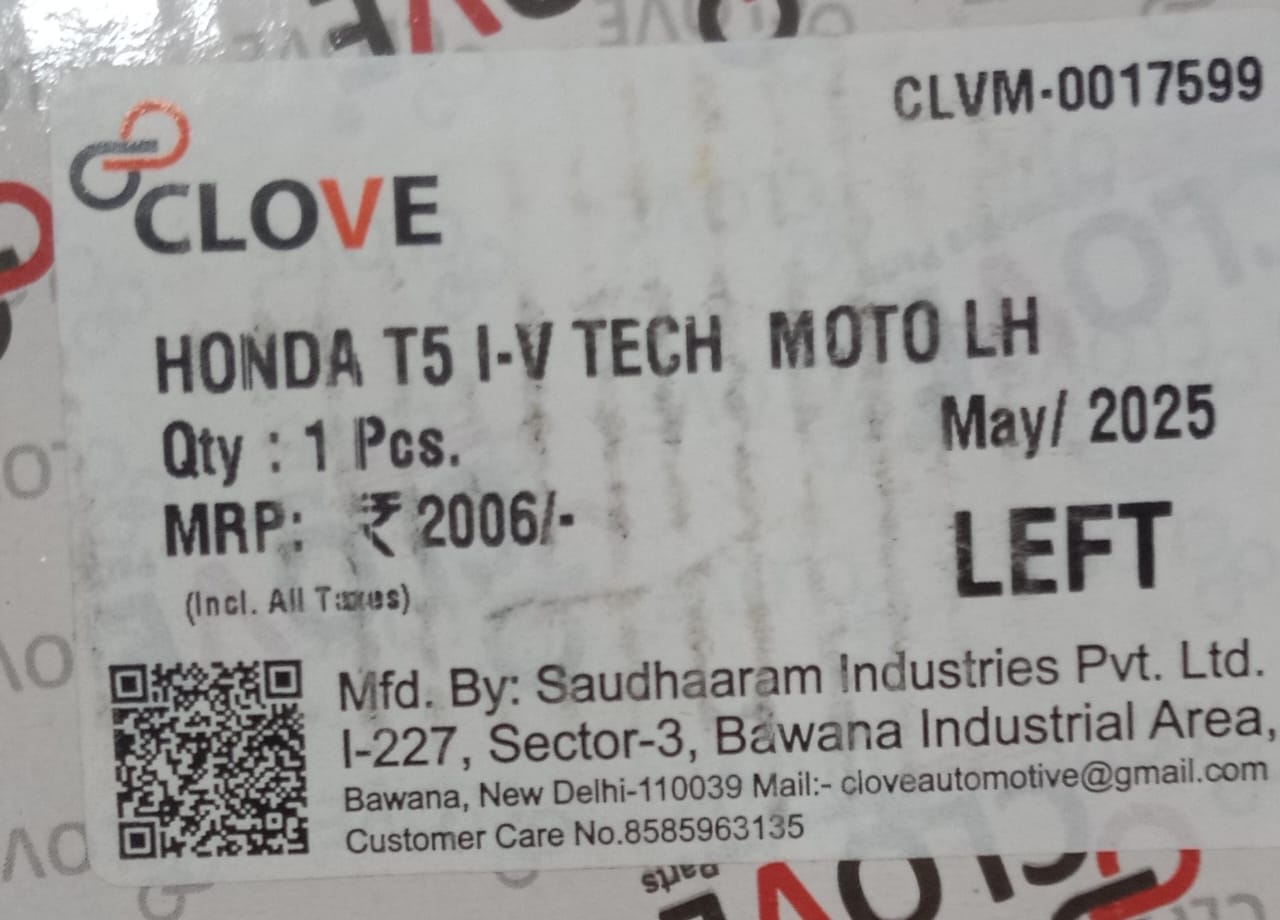 CLVM-0017599
CLOVE
HONDA T5 I-V TECH MOTO LH
Qty : 1 Pcs.
May/ 2025
MRP: ₹ 2006/-
LEFT
(Incl. All Taxes)
Mfd. By: Saudhaaram Industries Pvt. Ltd.
I-227, Sector-3, Bawana Industrial Area,
Bawana, New Delhi-110039 Mail:- cloveautomotive@gmail.com
Customer Care No.8585963135
Parts
CLOVE